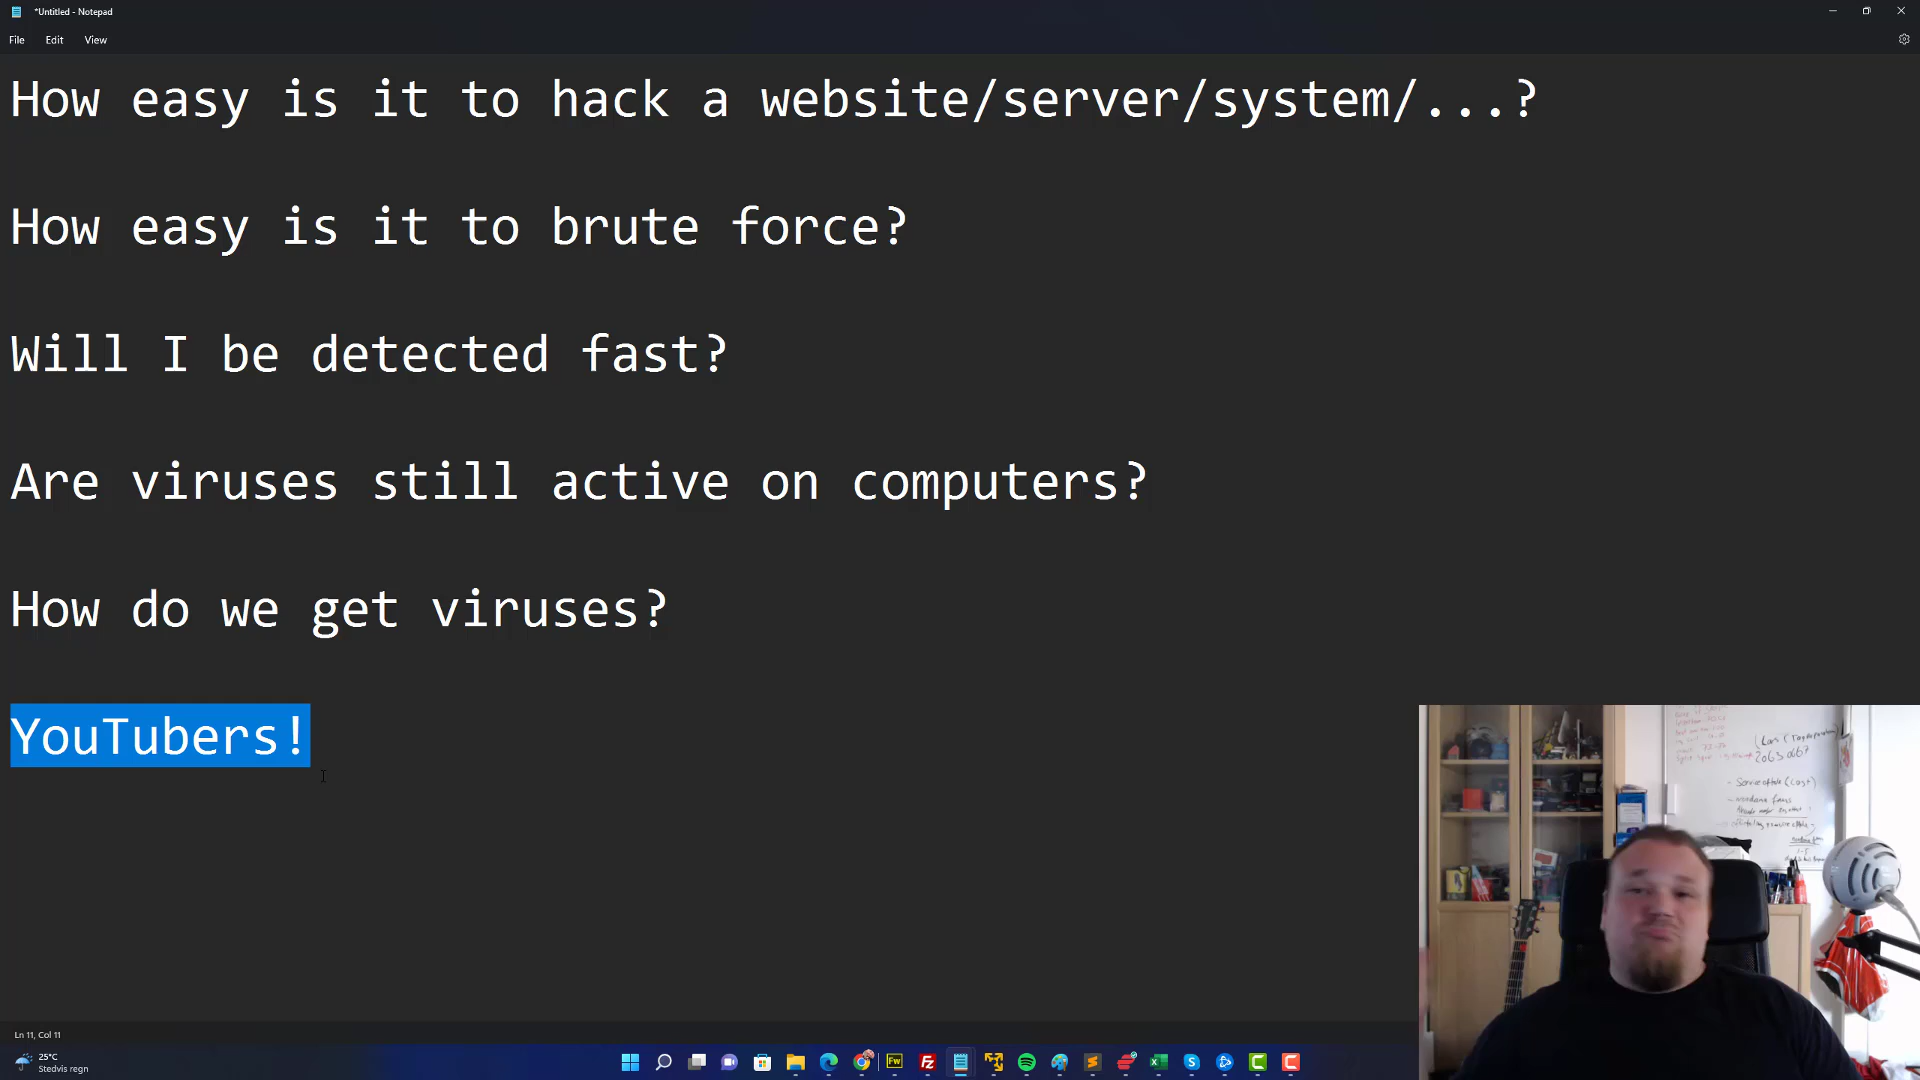 *Untitled - Notepad
File Edit View
How easy is it to hack a website/server/system/...?
How easy is it to brute force?
Will I be detected fast?
Are viruses still active on computers?
How do we get viruses?
YouTubers!
Ln 11, Col 11
25°C
Stedvis regn
Fw
Fz